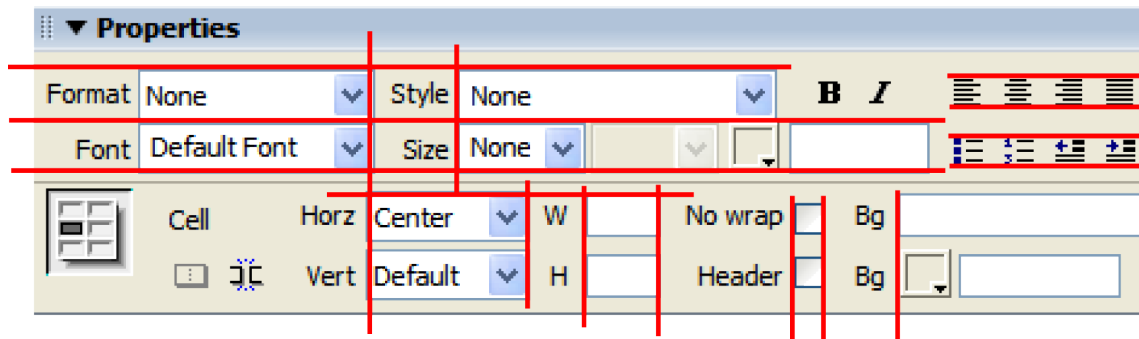 Properties
Format None Style None B I
Font Default Font Size None
Cell Horz Center W No wrap Bg
Vert Default H Header Bg